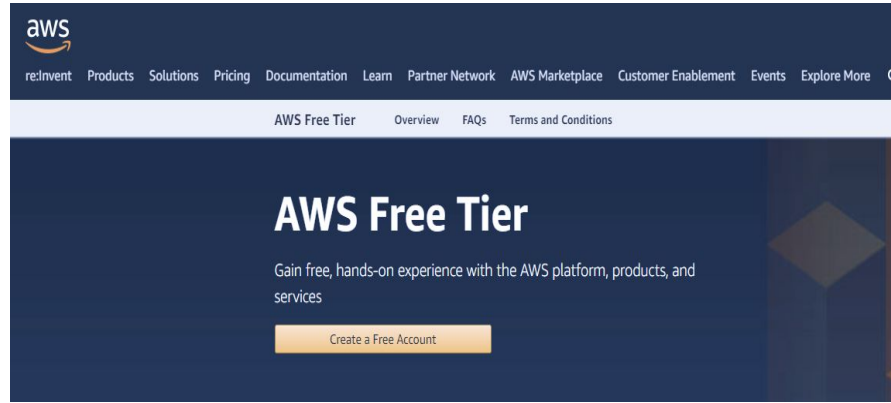 aws
re:Invent Products Solutions Pricing Documentation Learn Partner Network AWS Marketplace Customer Enablement Events Explore More
AWS Free Tier Overview FAQs Terms and Conditions
AWS Free Tier
Gain free, hands-on experience with the AWS platform, products, and
services
Create a Free Account